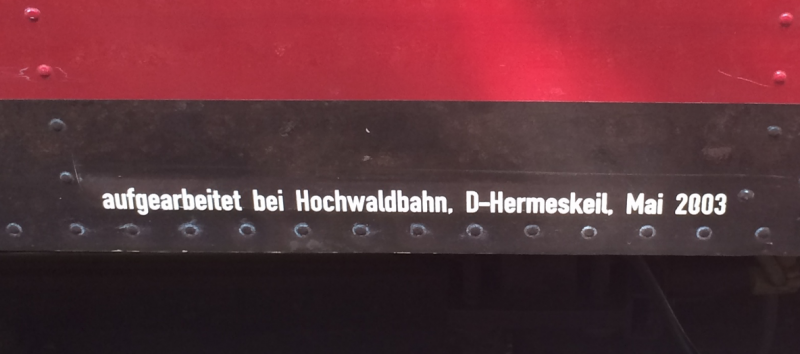 aufgearbeitet bei Hochwaldbahn, D-Hermeskeil, Mai 2003